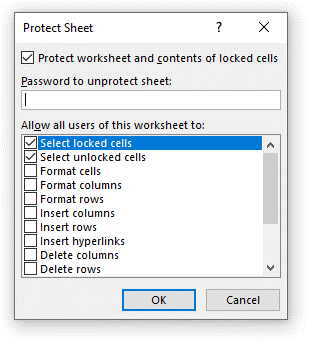 Protect Sheet
Protect worksheet and contents of locked cells
Password to unprotect sheet:
Allow all users of this worksheet to:
Select locked cells
Select unlocked cells
Format cells
Format columns
Format rows
Insert columns
Insert rows
Insert hyperlinks
Delete columns
Delete rows
OK Cancel